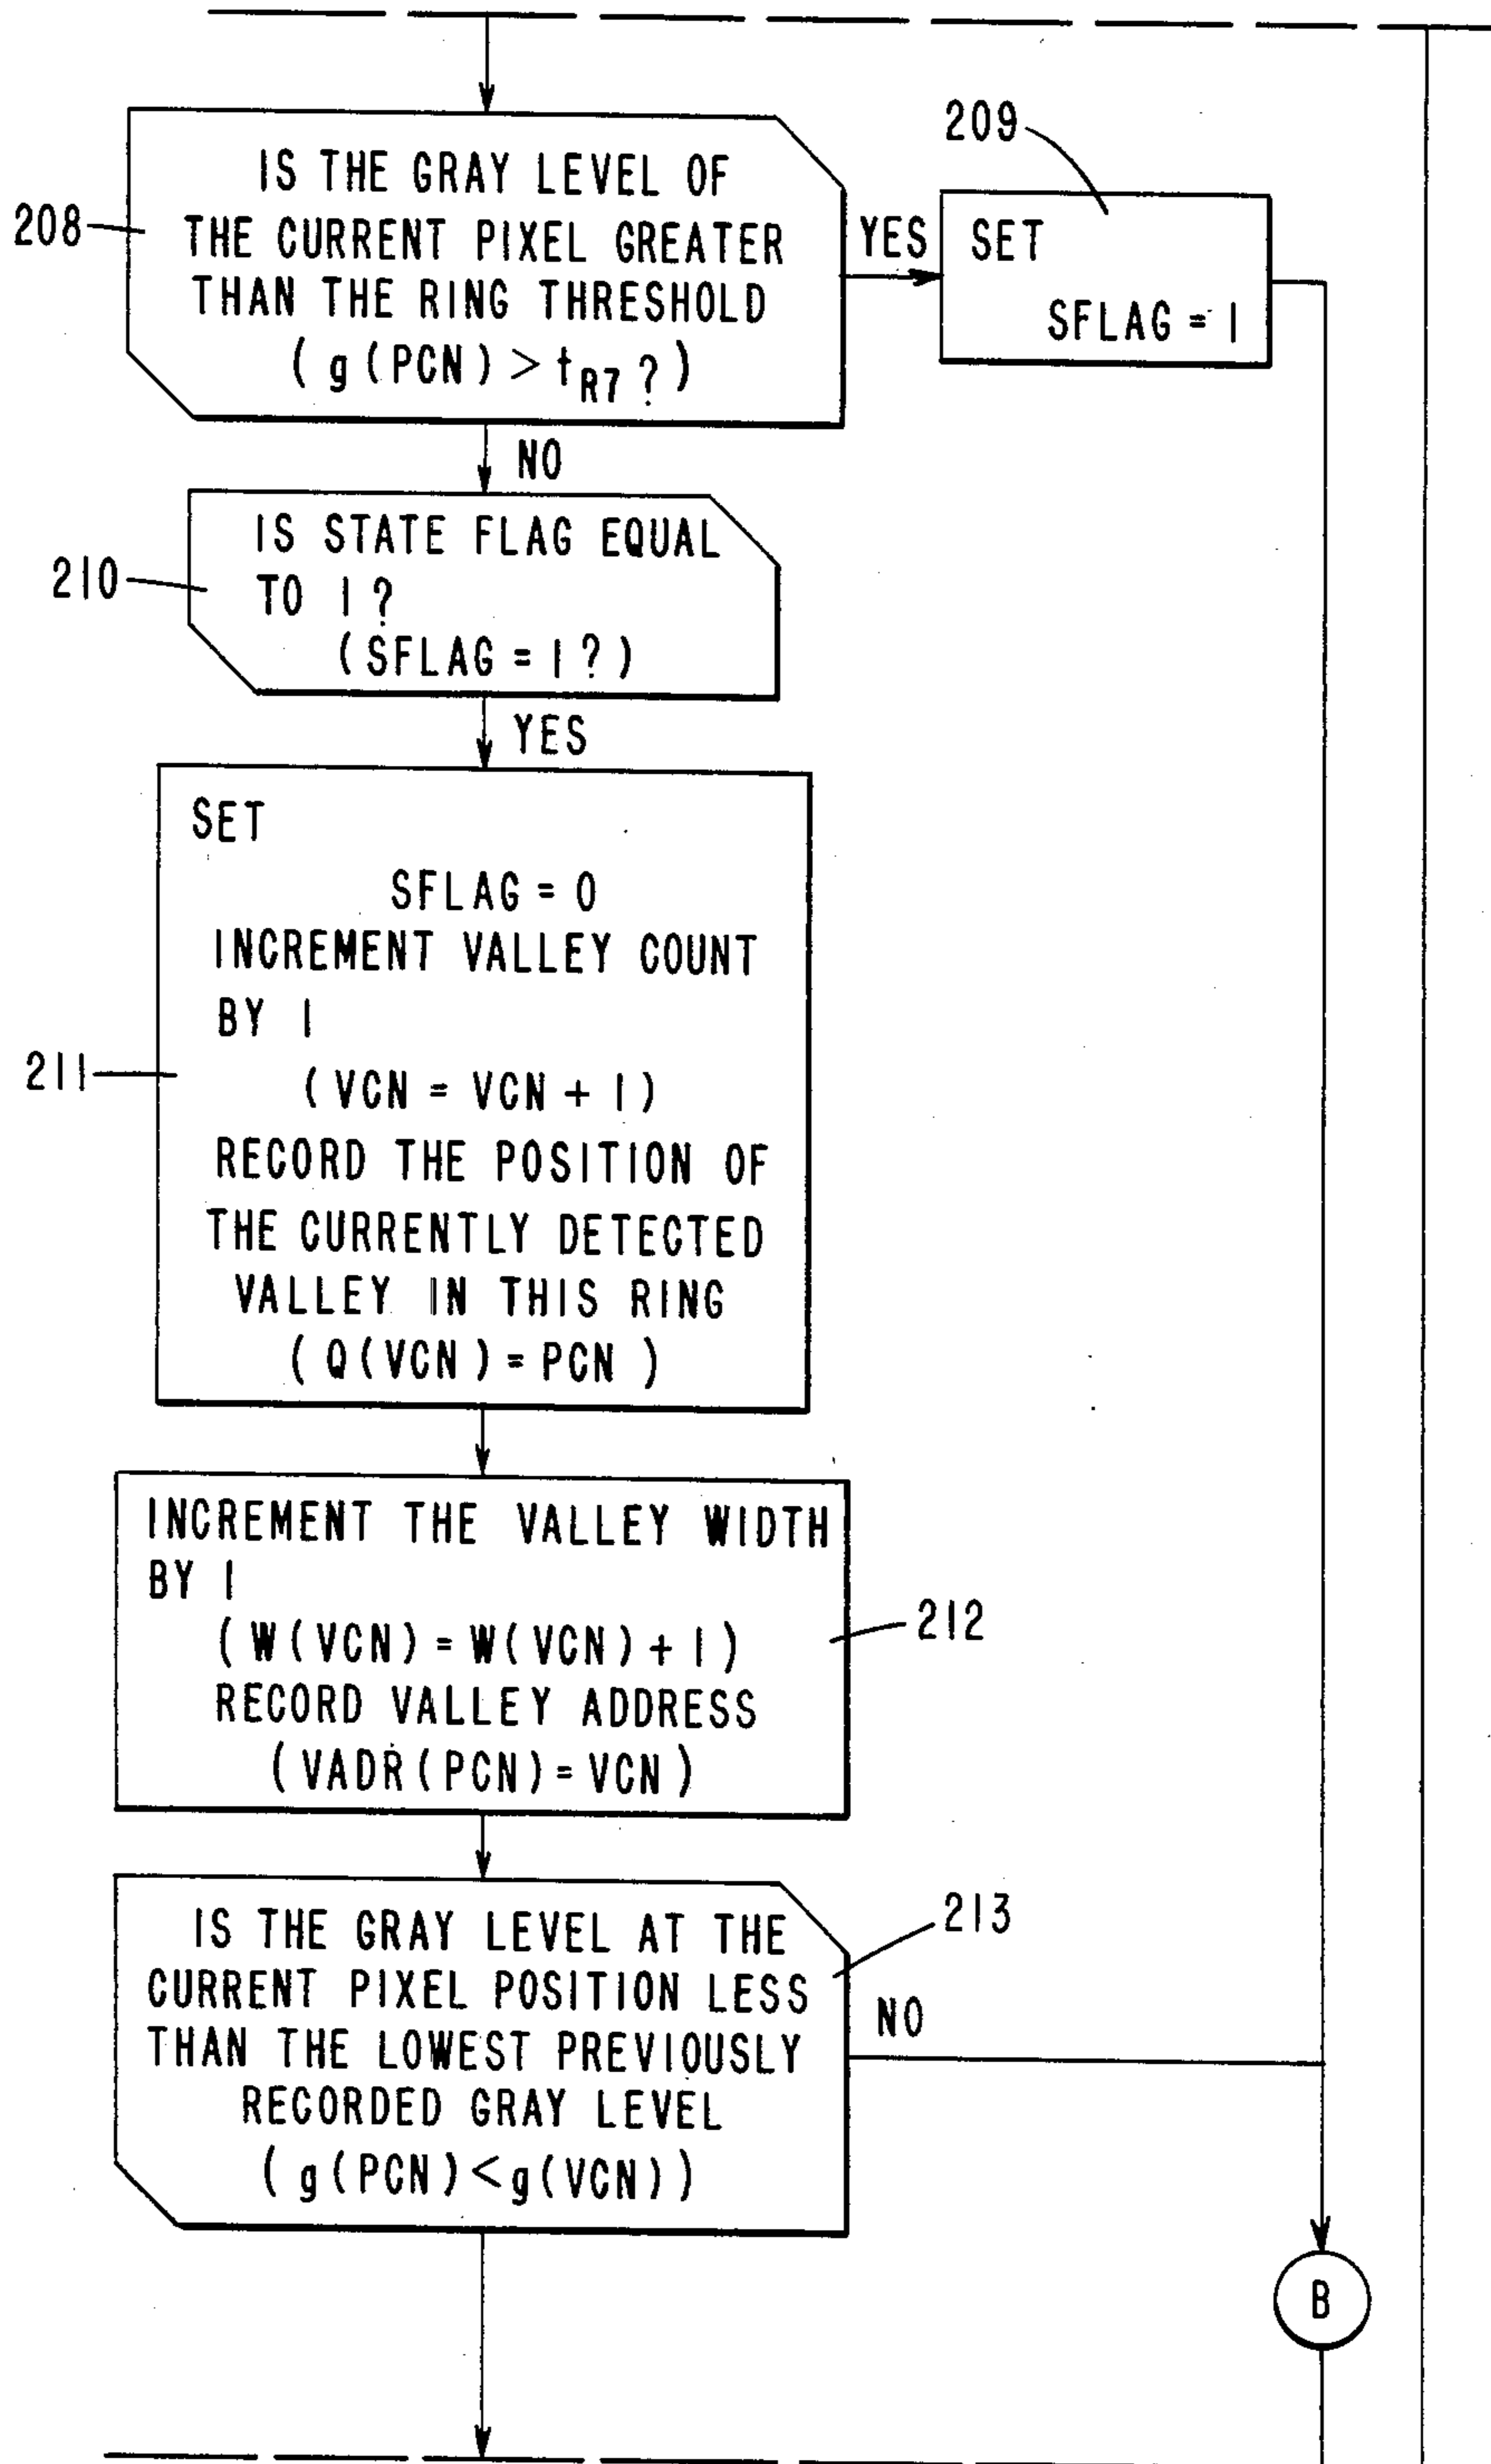 208
IS THE GRAY LEVEL OF
THE CURRENT PIXEL GREATER
THAN THE RING THRESHOLD
( g (PCN) > tR7 ? )
YES
209
SET
SFLAG = 1
NO
210
IS STATE FLAG EQUAL
TO 1 ?
(SFLAG = 1 ? )
YES
211
SET
SFLAG = 0
INCREMENT VALLEY COUNT
BY 1
( VCN = VCN + 1 )
RECORD THE POSITION OF
THE CURRENTLY DETECTED
VALLEY IN THIS RING
( Q (VCN ) = PCN )
INCREMENT THE VALLEY WIDTH
BY 1
( W ( VCN ) = W ( VCN ) + 1 )
RECORD VALLEY ADDRESS
( VADR ( PCN ) = VCN )
212
IS THE GRAY LEVEL AT THE
CURRENT PIXEL POSITION LESS
THAN THE LOWEST PREVIOUSLY
RECORDED GRAY LEVEL
( g ( PCN ) < g ( VCN ) )
213
NO
B